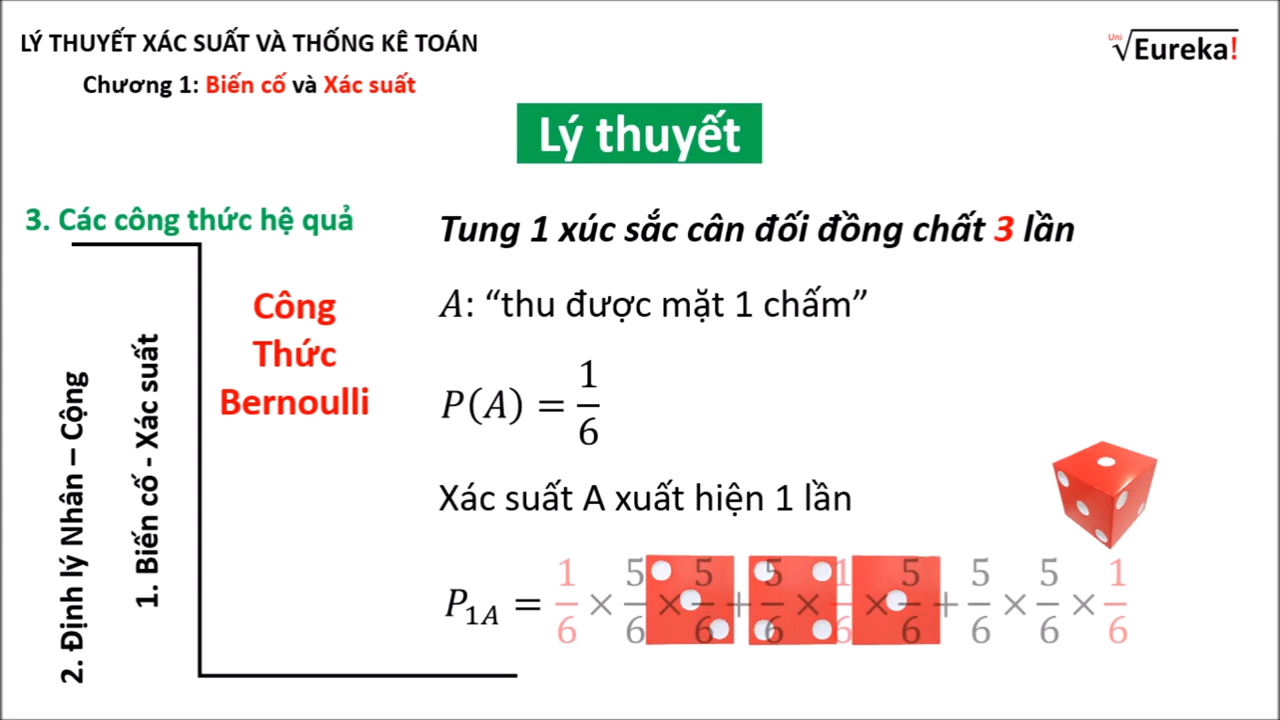 LÝ THUYẾT XÁC SUẤT VÀ THỐNG KÊ TOÁN
Chương 1: Biến cố và Xác suất
Uni
√Eureka!
Lý thuyết
3. Các công thức hệ quả
2. Định lý Nhân – Cộng
1. Biến cố - Xác suất
Công
Thức
Bernoulli
Tung 1 xúc sắc cân đối đồng chất 3 lần
A: “thu được mặt 1 chấm”
P(A) = 1/6
Xác suất A xuất hiện 1 lần
P₁A = 1/6 × 5/6 × 5/6 + 5/6 × 1/6 × 5/6 + 5/6 × 5/6 × 1/6